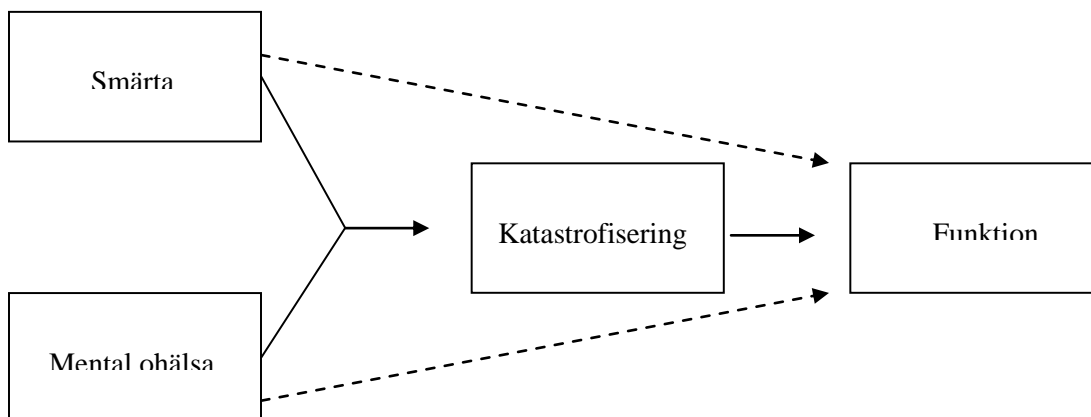 Smärta
Katastrofisering
Funktion
Mental ohälsa